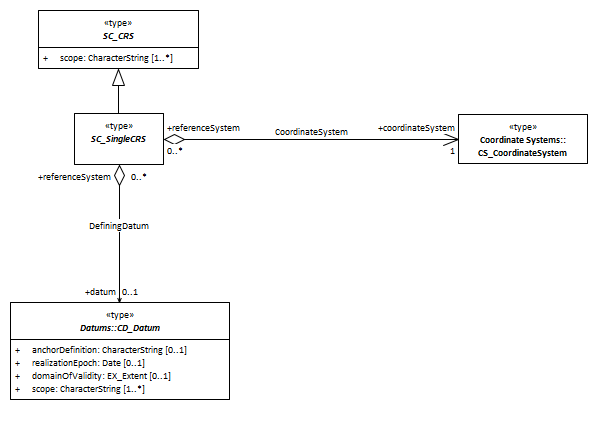 «type»
SC_CRS
+ scope: CharacterString [1..*]
«type»
SC_SingleCRS
+referenceSystem
0..*
CoordinateSystem
+coordinateSystem
1
«type»
Coordinate Systems::
CS_CoordinateSystem
+referenceSystem 0..*
DefiningDatum
+datum 0..1
«type»
Datums::CD_Datum
+ anchorDefinition: CharacterString [0..1]
+ realizationEpoch: Date [0..1]
+ domainOfValidity: EX_Extent [0..1]
+ scope: CharacterString [1..*]